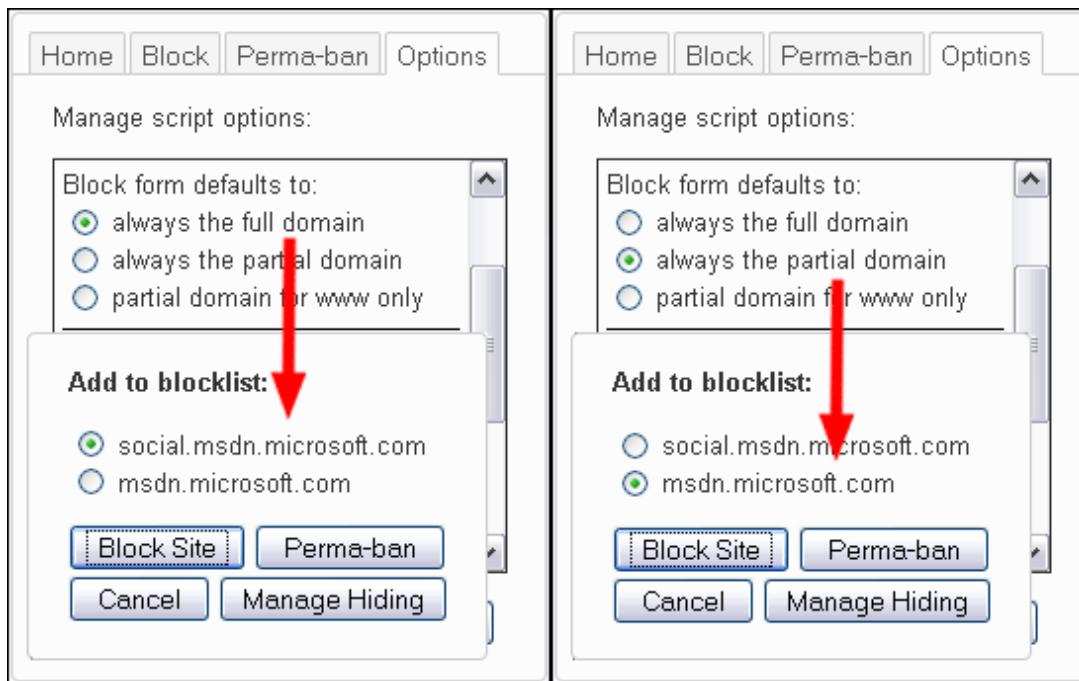 Home Block Perma-ban Options
Manage script options:
Block form defaults to:
always the full domain
always the partial domain
partial domain for www only
Add to blocklist:
social.msdn.microsoft.com
msdn.microsoft.com
Block Site Perma-ban
Cancel Manage Hiding
Home Block Perma-ban Options
Manage script options:
Block form defaults to:
always the full domain
always the partial domain
partial domain for www only
Add to blocklist:
social.msdn.microsoft.com
msdn.microsoft.com
Block Site Perma-ban
Cancel Manage Hiding